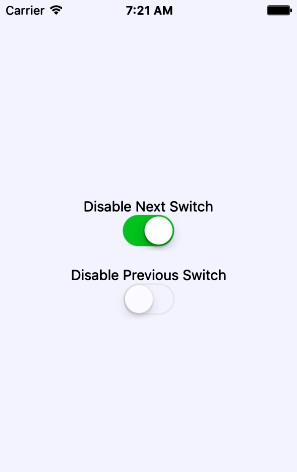 Carrier 7:21 AM
Disable Next Switch
Disable Previous Switch